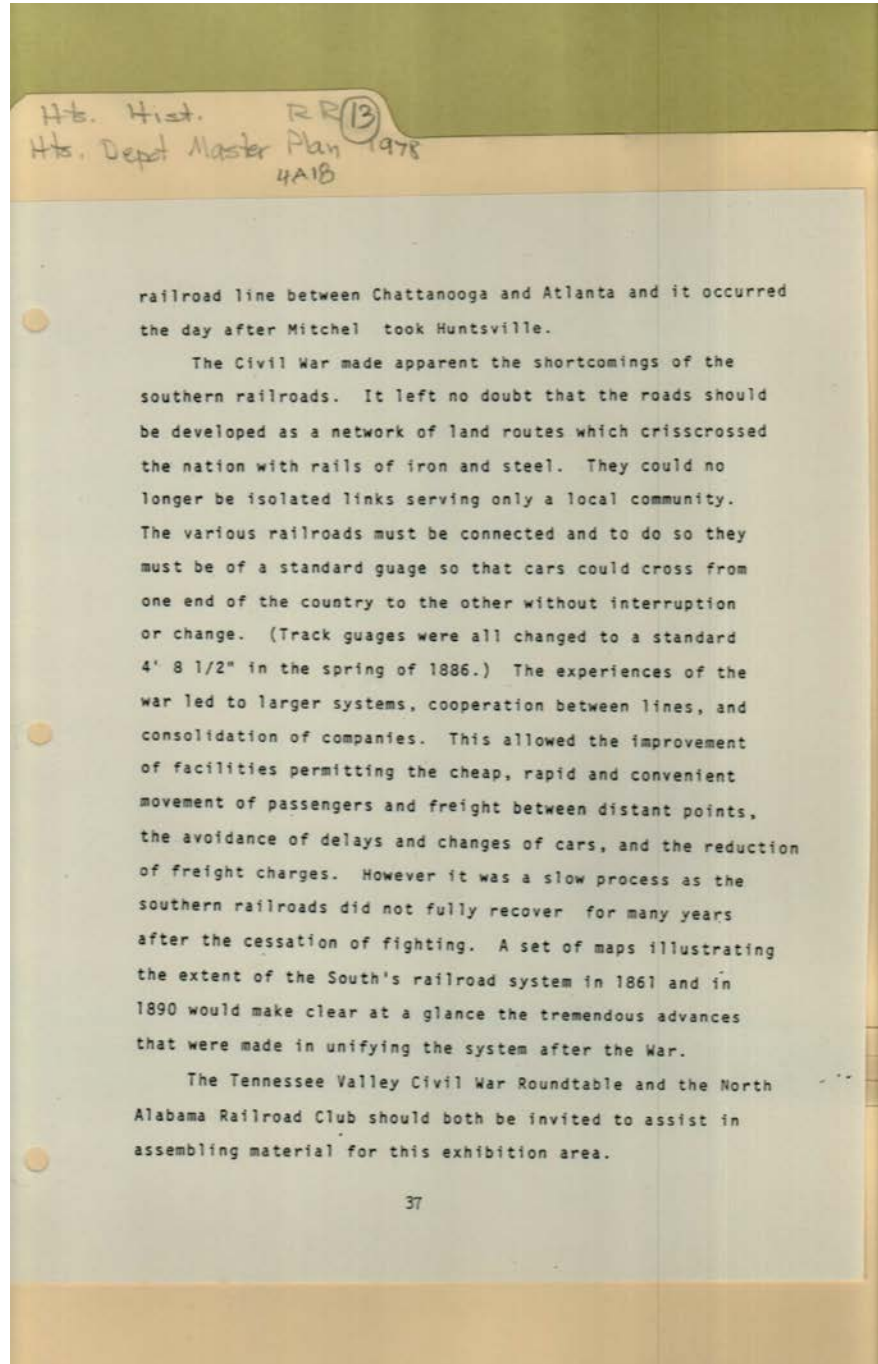 Hts. Hist. RR 13
Hts. Depot Master Plan 1978
4A1B
railroad line between Chattanooga and Atlanta and it occurred
the day after Mitchel took Huntsville.
The Civil War made apparent the shortcomings of the
southern railroads. It left no doubt that the roads should
be developed as a network of land routes which crisscrossed
the nation with rails of iron and steel. They could no
longer be isolated links serving only a local community.
The various railroads must be connected and to do so they
must be of a standard guage so that cars could cross from
one end of the country to the other without interruption
or change. (Track guages were all changed to a standard
4' 8 1/2" in the spring of 1886.) The experiences of the
war led to larger systems, cooperation between lines, and
consolidation of companies. This allowed the improvement
of facilities permitting the cheap, rapid and convenient
movement of passengers and freight between distant points,
the avoidance of delays and changes of cars, and the reduction
of freight charges. However it was a slow process as the
southern railroads did not fully recover for many years
after the cessation of fighting. A set of maps illustrating
the extent of the South's railroad system in 1861 and in
1890 would make clear at a glance the tremendous advances
that were made in unifying the system after the War.
The Tennessee Valley Civil War Roundtable and the North
Alabama Railroad Club should both be invited to assist in
assembling material for this exhibition area.
37